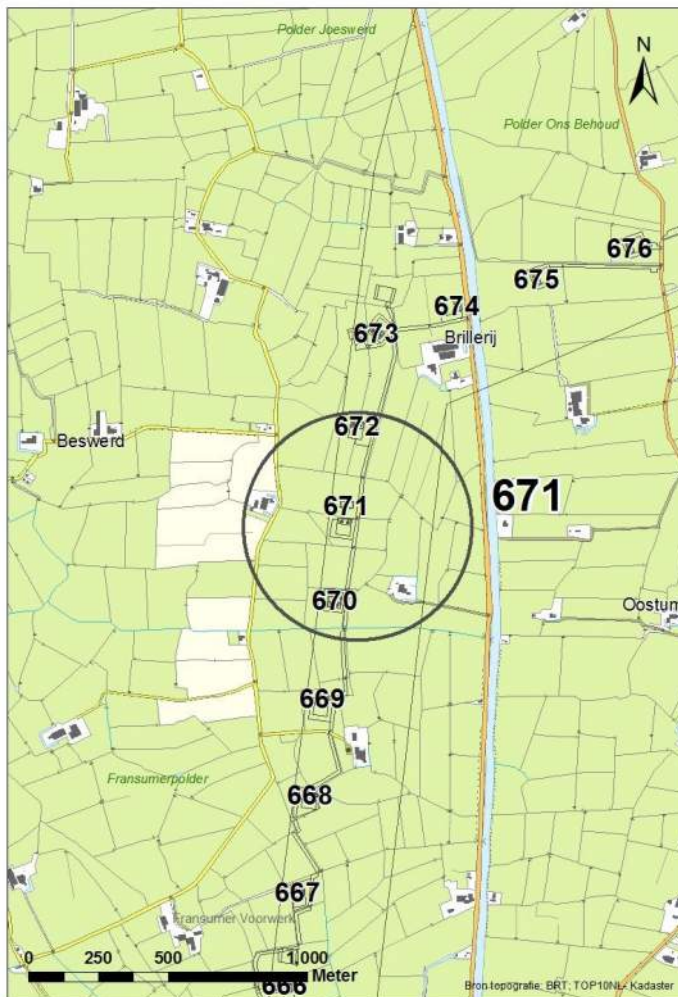 Polder Joeswerd
N
Polder Ons Behoud
676
675
674
673
Brillerij
672
Beswerd
671
671
670
Oostum
669
Fransumerpolder
668
667
Fransumer Voorwerk
0 250 500 1,000
Meter
666
Bron topografie: BRT; TOP10NL- Kadaster